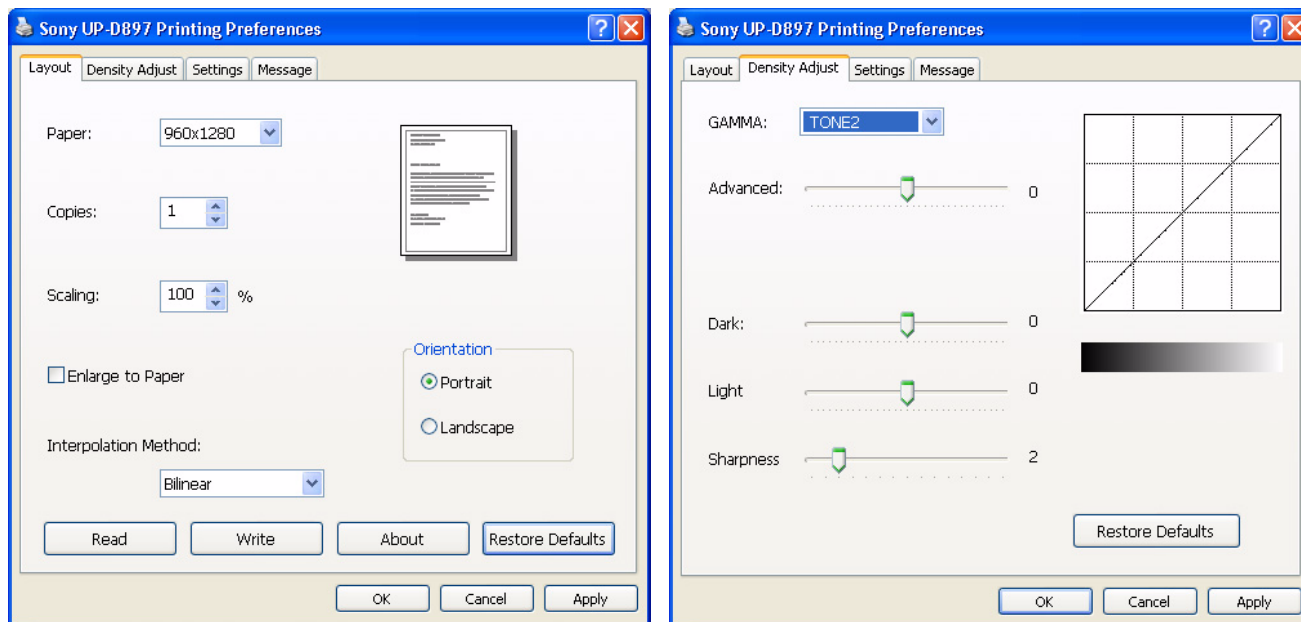 Sony UP-D897 Printing Preferences
Layout Density Adjust Settings Message
Paper: 960x1280
Copies: 1
Scaling: 100 %
Enlarge to Paper
Orientation
Portrait
Landscape
Interpolation Method:
Bilinear
Read Write About Restore Defaults
OK Cancel Apply
Sony UP-D897 Printing Preferences
Layout Density Adjust Settings Message
GAMMA: TONE2
Advanced: 0
Dark: 0
Light 0
Sharpness 2
Restore Defaults
OK Cancel Apply